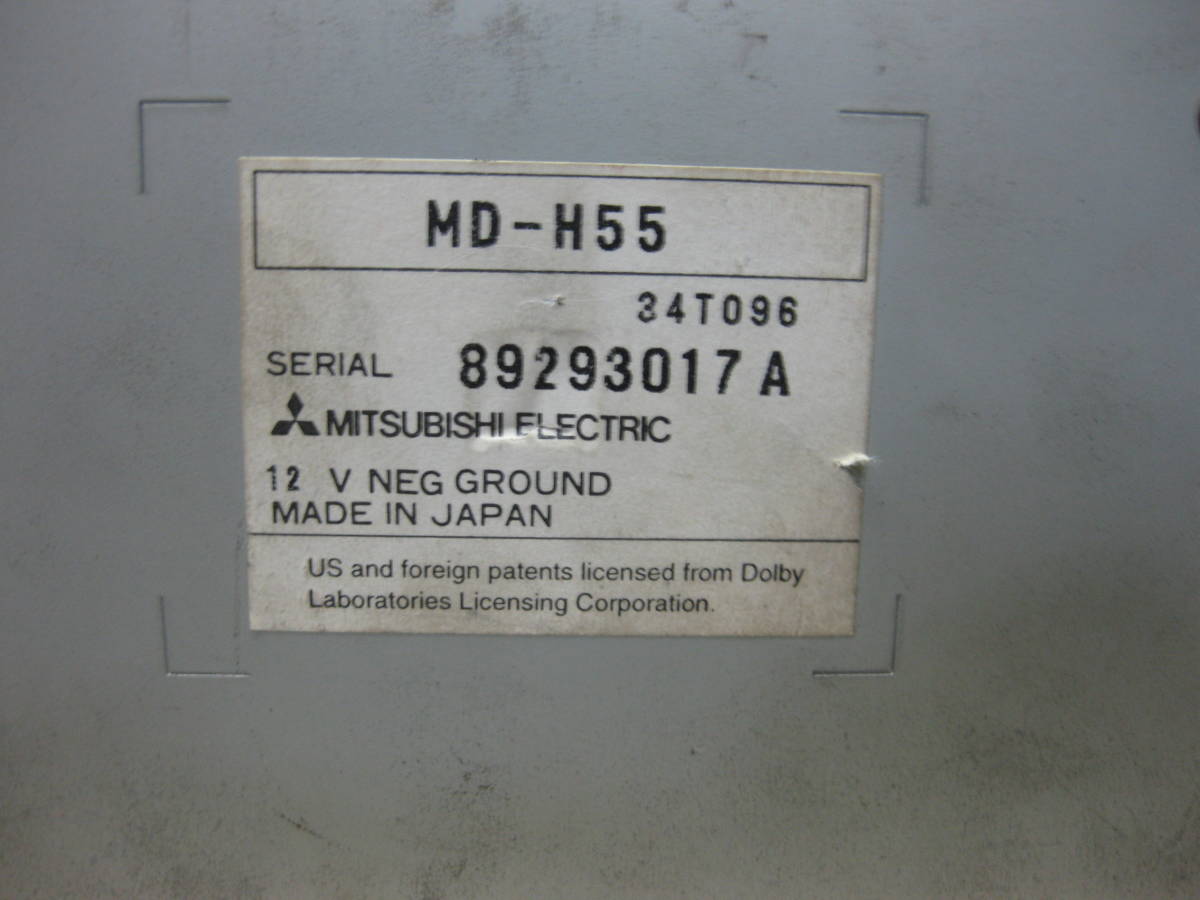 MD-H55
34T096
SERIAL 89293017A
MITSUBISHI ELECTRIC
12 V NEG GROUND
MADE IN JAPAN
US and foreign patents licensed from Dolby
Laboratories Licensing Corporation.